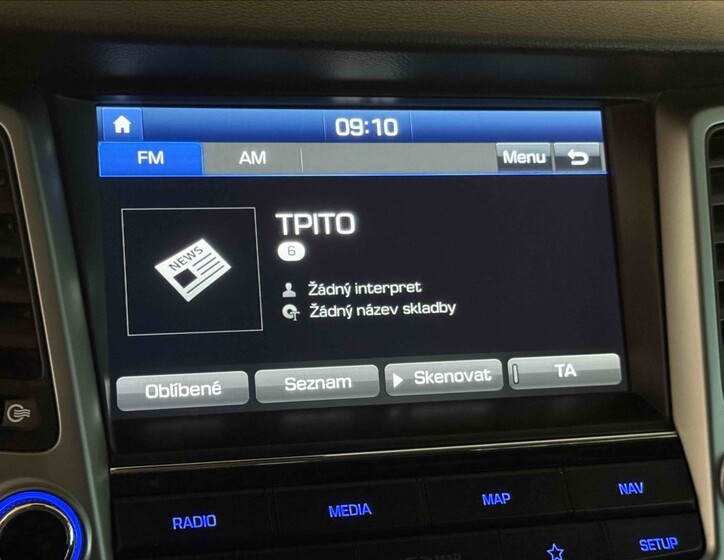 09:10
FM AM Menu
NEWS
ТРІТО
6
Žádný interpret
Žádný název skladby
Oblíbené Seznam Skenovat TA
RADIO MEDIA MAP NAV
SETUP